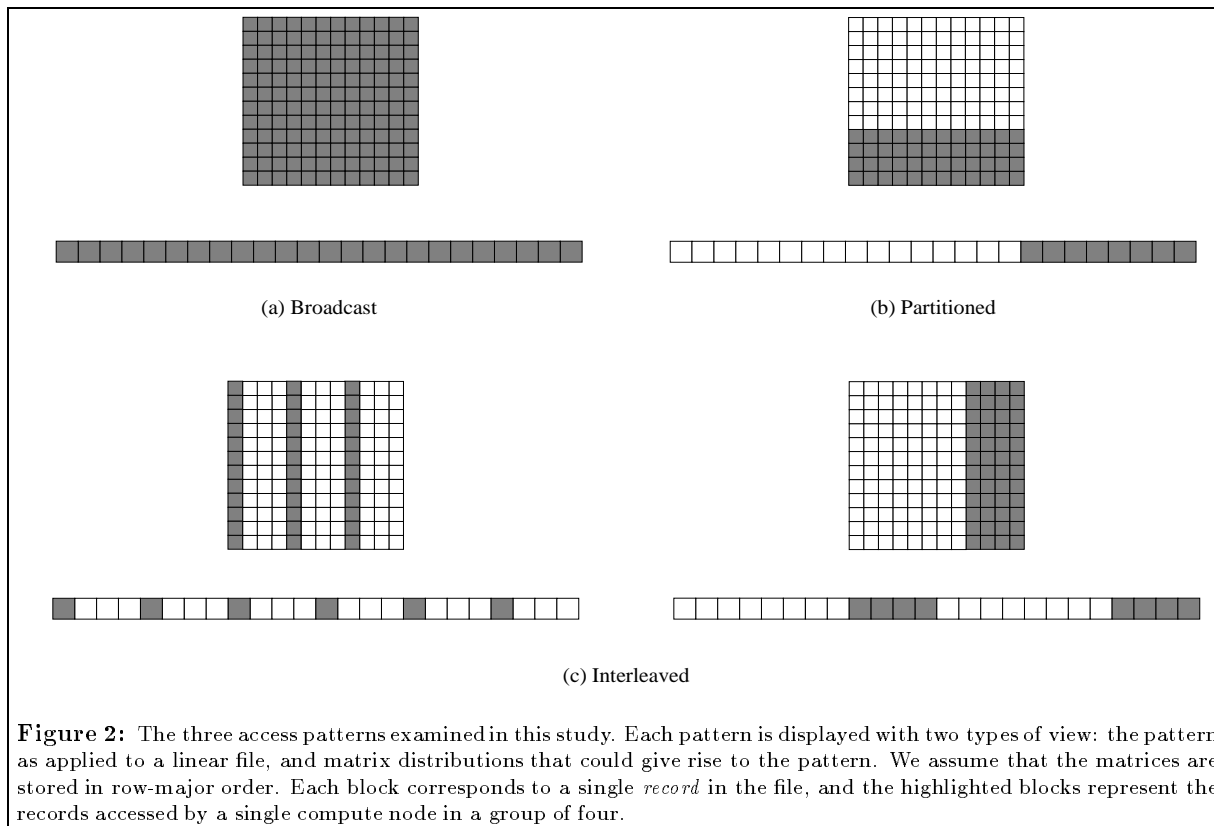 (a) Broadcast
(b) Partitioned
(c) Interleaved
Figure 2: The three access patterns examined in this study. Each pattern is displayed with two types of view: the pattern
as applied to a linear file, and matrix distributions that could give rise to the pattern. We assume that the matrices are
stored in row-major order. Each block corresponds to a single record in the file, and the highlighted blocks represent the
records accessed by a single compute node in a group of four.